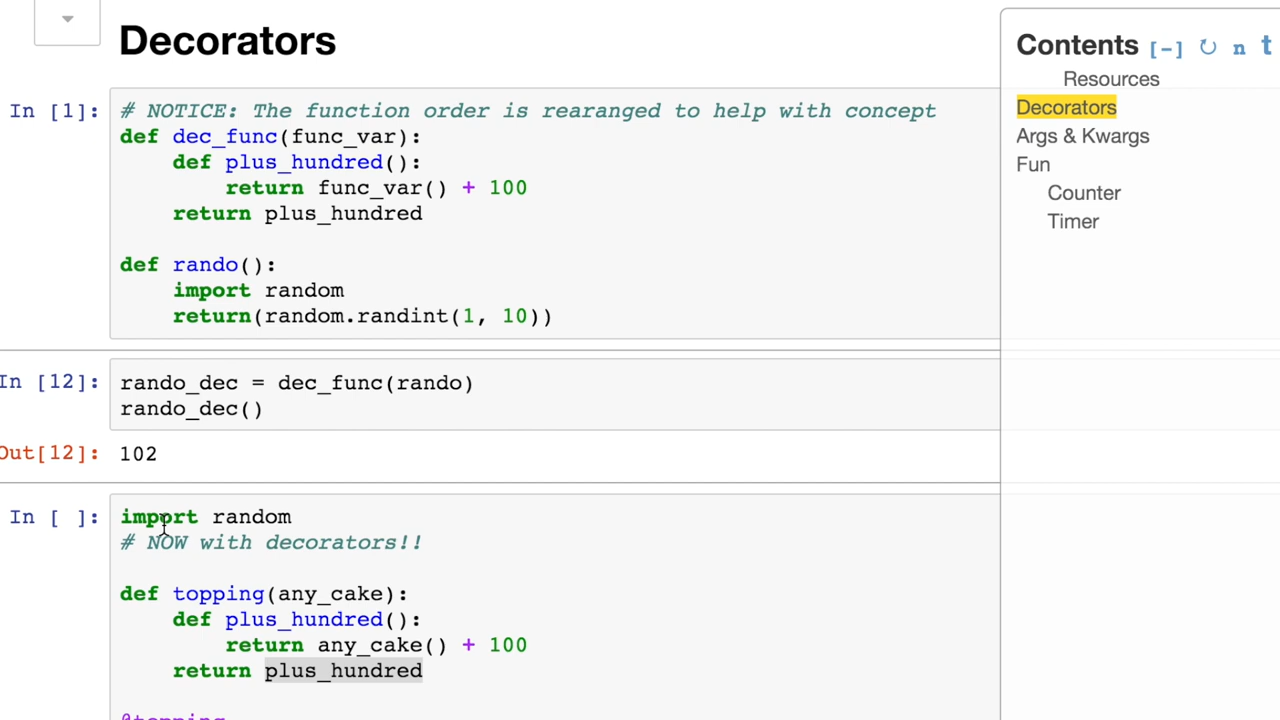 Decorators
In [1]:
# NOTICE: The function order is rearranged to help with concept
def dec_func(func_var):
    def plus_hundred():
        return func_var() + 100
    return plus_hundred
def rando():
    import random
    return(random.randint(1, 10))
In [12]:
rando_dec = dec_func(rando)
rando_dec()
Out[12]:
102
In [ ]:
import random
# NOW with decorators!!
def topping(any_cake):
    def plus_hundred():
        return any_cake() + 100
    return plus_hundred
@topping
Contents [-] ↻ n t
Resources
Decorators
Args & Kwargs
Fun
Counter
Timer